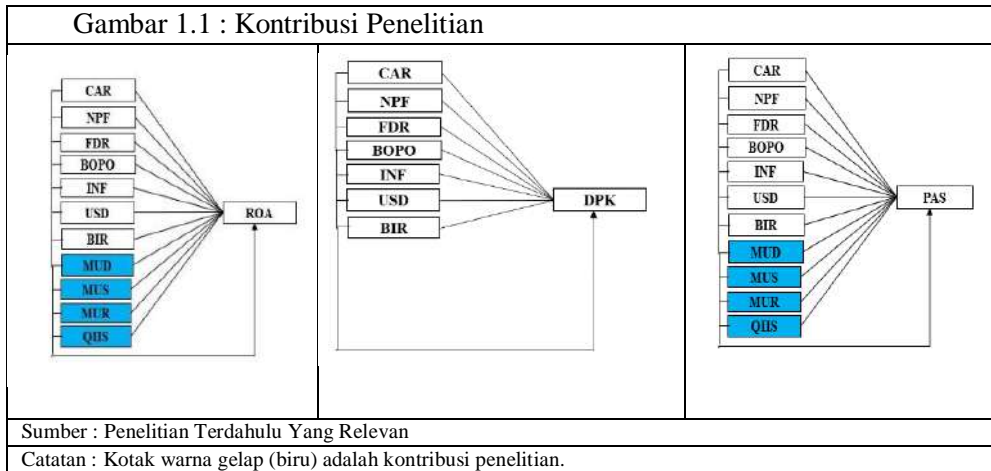 Gambar 1.1 : Kontribusi Penelitian
CAR
NPF
FDR
BOPO
INF
USD
BIR
MUD
MUS
MUR
QIIS
ROA
CAR
NPF
FDR
BOPO
INF
USD
BIR
DPK
CAR
NPF
FDR
BOPO
INF
USD
BIR
MUD
MUS
MUR
QIIS
PAS
Sumber : Penelitian Terdahulu Yang Relevan
Catatan : Kotak warna gelap (biru) adalah kontribusi penelitian.